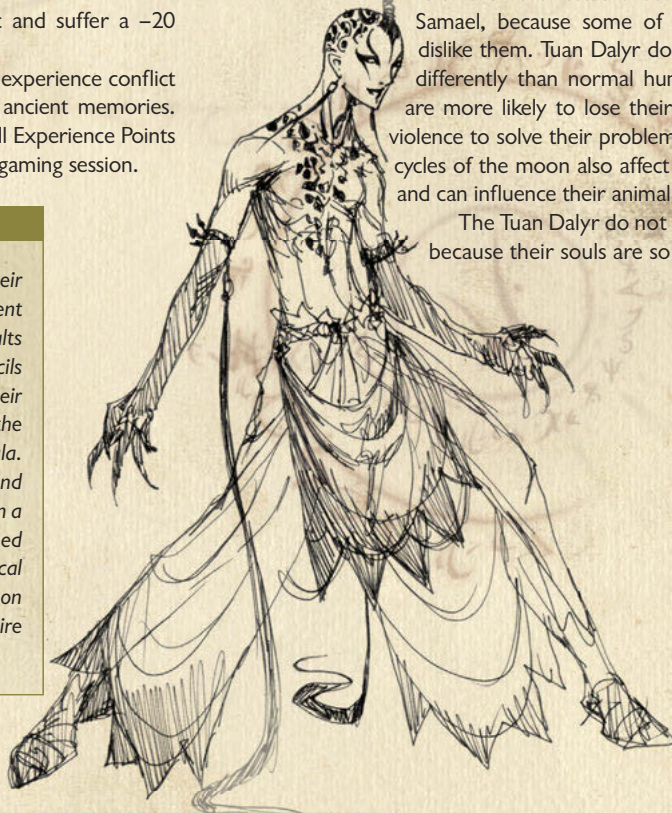 t and suffer a –20
experience conflict
ancient memories.
ll Experience Points
gaming session.
eir
ent
ults
cils
eir
the
la.
nd
n a
ed
cal
on
ire
Samael, because some of
dislike them. Tuan Dalyr do
differently than normal hu
are more likely to lose their
violence to solve their problem
cycles of the moon also affect
and can influence their animal
The Tuan Dalyr do not
because their souls are so